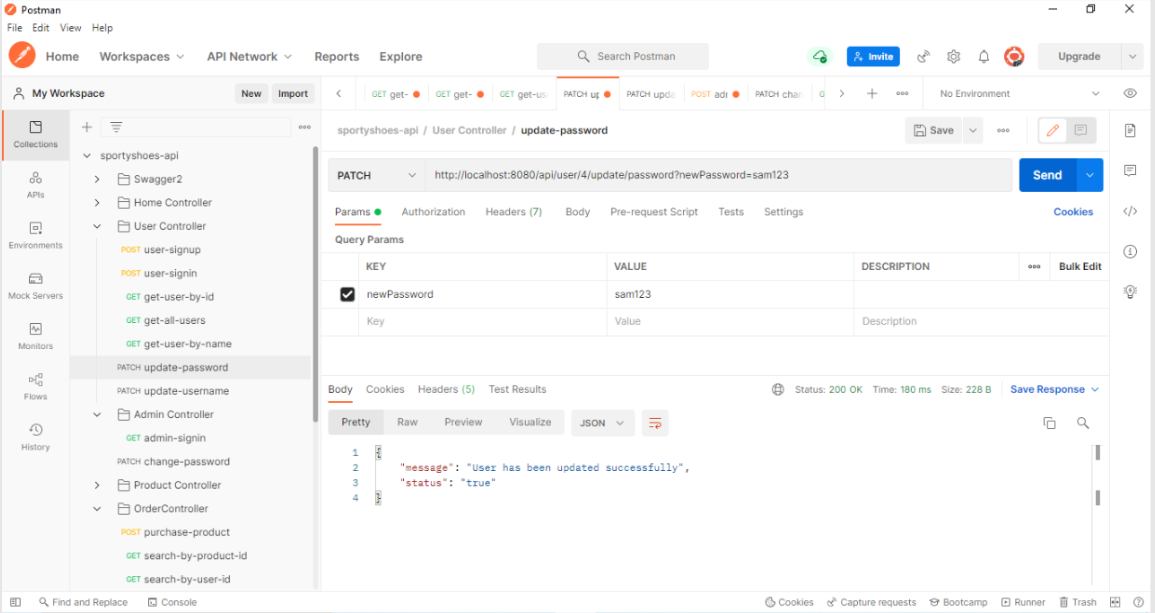 Postman
File Edit View Help
Home Workspaces API Network Reports Explore Search Postman Invite Upgrade
My Workspace New Import GET get- GET get- GET get-us PATCH up PATCH upda POST adr PATCH chan G No Environment
Collections
APIs
Environments
Mock Servers
Monitors
Flows
History
sportyshoes-api
Swagger2
Home Controller
User Controller
POST user-signup
POST user-signin
GET get-user-by-id
GET get-all-users
GET get-user-by-name
PATCH update-password
PATCH update-username
Admin Controller
GET admin-signin
PATCH change-password
Product Controller
OrderController
POST purchase-product
GET search-by-product-id
GET search-by-user-id
sportyshoes-api / User Controller / update-password Save
PATCH http://localhost:8080/api/user/4/update/password?newPassword=sam123 Send
Params Authorization Headers (7) Body Pre-request Script Tests Settings Cookies
Query Params
KEY VALUE DESCRIPTION Bulk Edit
newPassword sam123
Key Value Description
Body Cookies Headers (5) Test Results Status: 200 OK Time: 180 ms Size: 228 B Save Response
Pretty Raw Preview Visualize JSON
1 {
2 "message": "User has been updated successfully",
3 "status": "true"
4 }
Find and Replace Console Cookies Capture requests Bootcamp Runner Trash